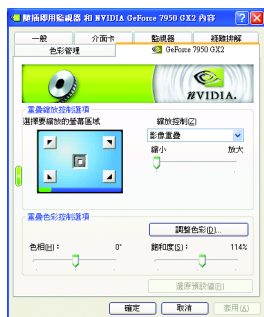 隨插即用監視器 和 NVIDIA GeForce 7950 GX2 內容
一般 介面卡 監視器 疑難排解
色彩管理 GeForce 7950 GX2
NVIDIA.
重疊縮放控制選項
選擇要縮放的螢幕區域 縮放控制(Z)
影像重疊
縮小 放大
重疊色彩控制選項
調整色彩(D)...
色相(H): 0° 飽和度(S): 114%
還原預設值(R)
確定 取消 套用(A)